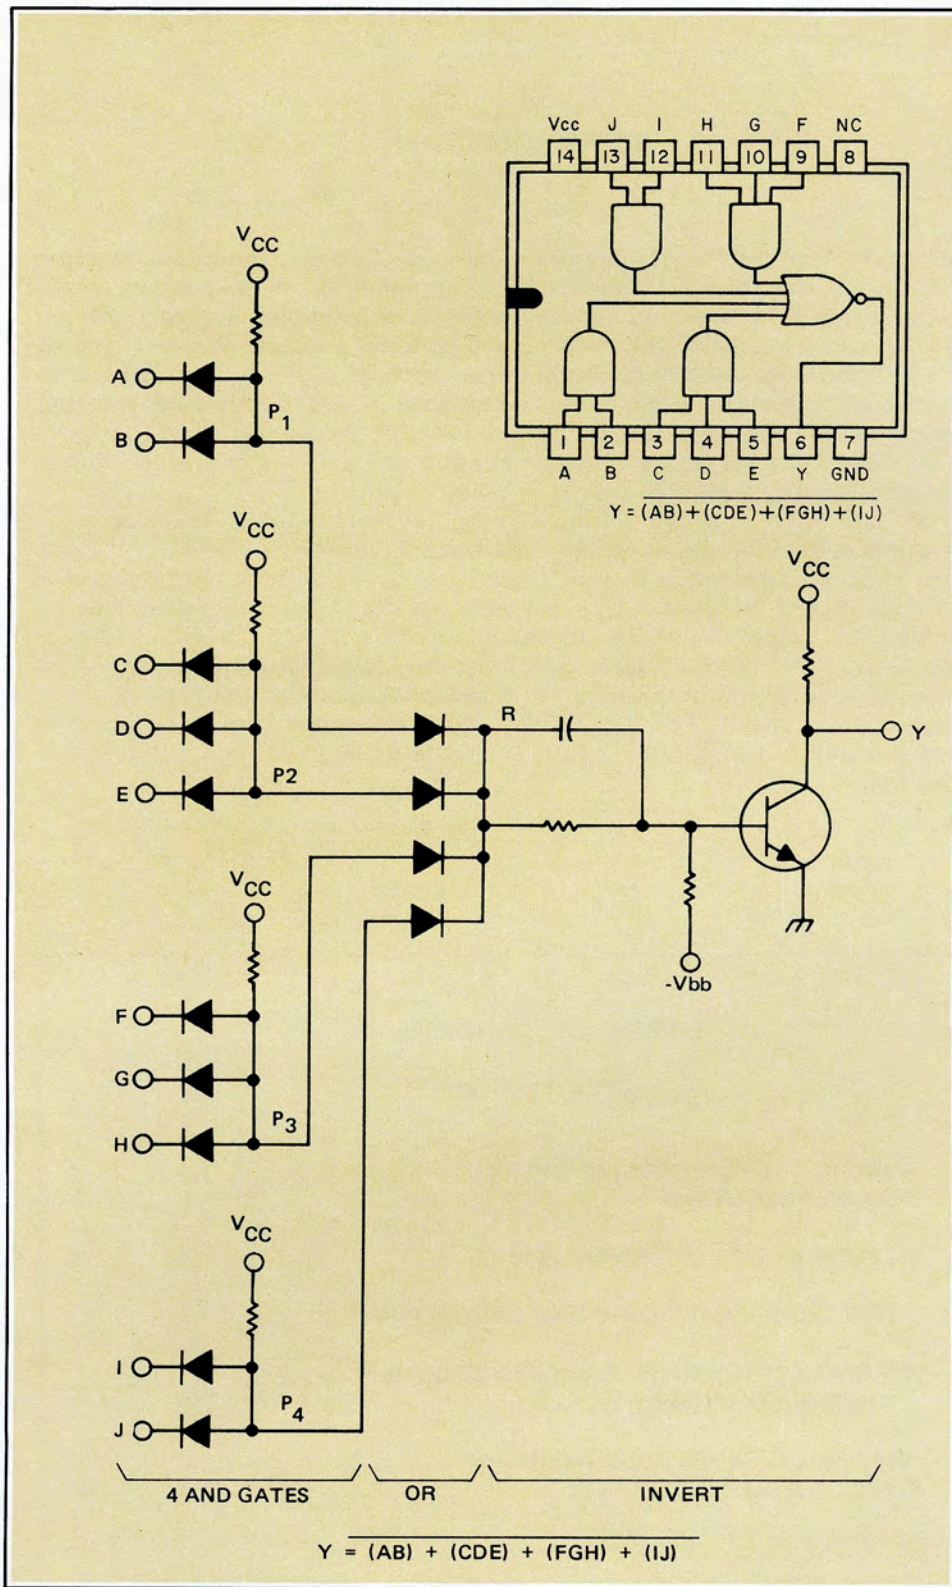 Vcc J I H G F NC
14 13 12 11 10 9 8
1 2 3 4 5 6 7
A B C D E Y GND
Y = (AB) + (CDE) + (FGH) + (IJ)
VCC
A
P1
B
VCC
C
D
P2
E
VCC
F
G
P3
H
VCC
I
P4
J
R
VCC
Y
-Vbb
4 AND GATES OR INVERT
Y = (AB) + (CDE) + (FGH) + (IJ)